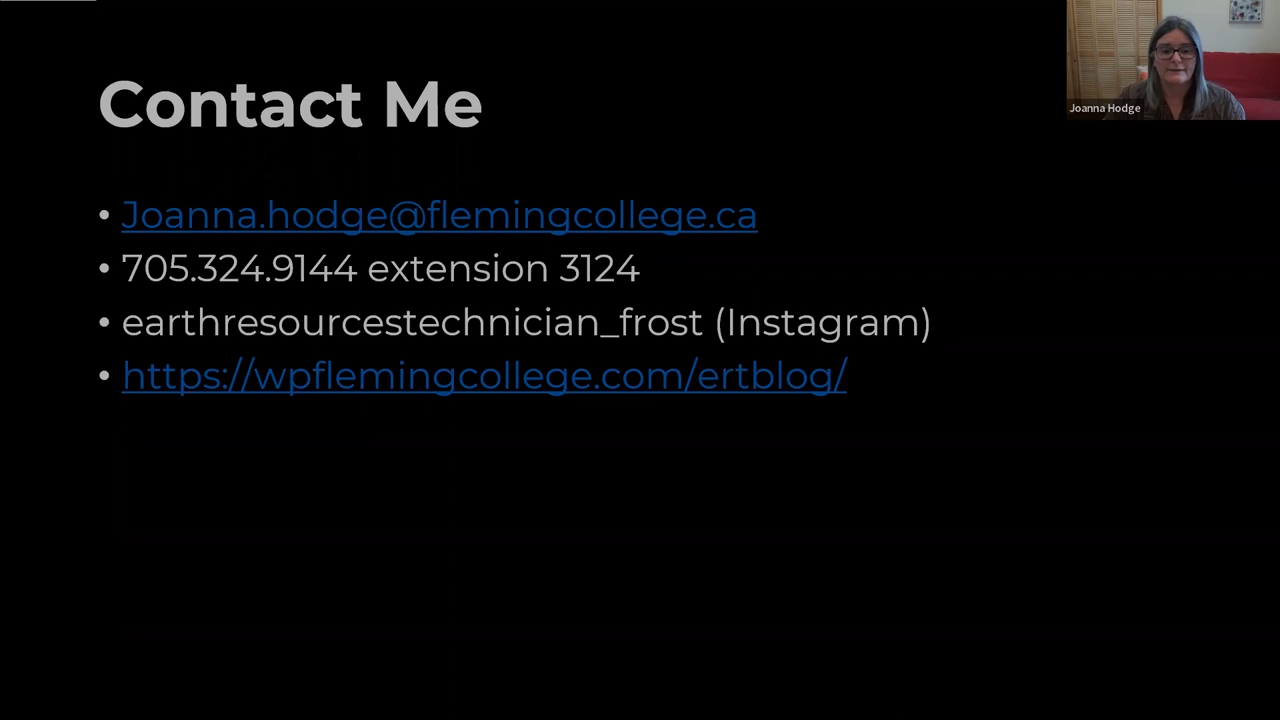 Contact Me
Joanna Hodge
• Joanna.hodge@flemingcollege.ca
• 705.324.9144 extension 3124
• earthresourcestechnician_frost (Instagram)
• https://wpflemingcollege.com/ertblog/